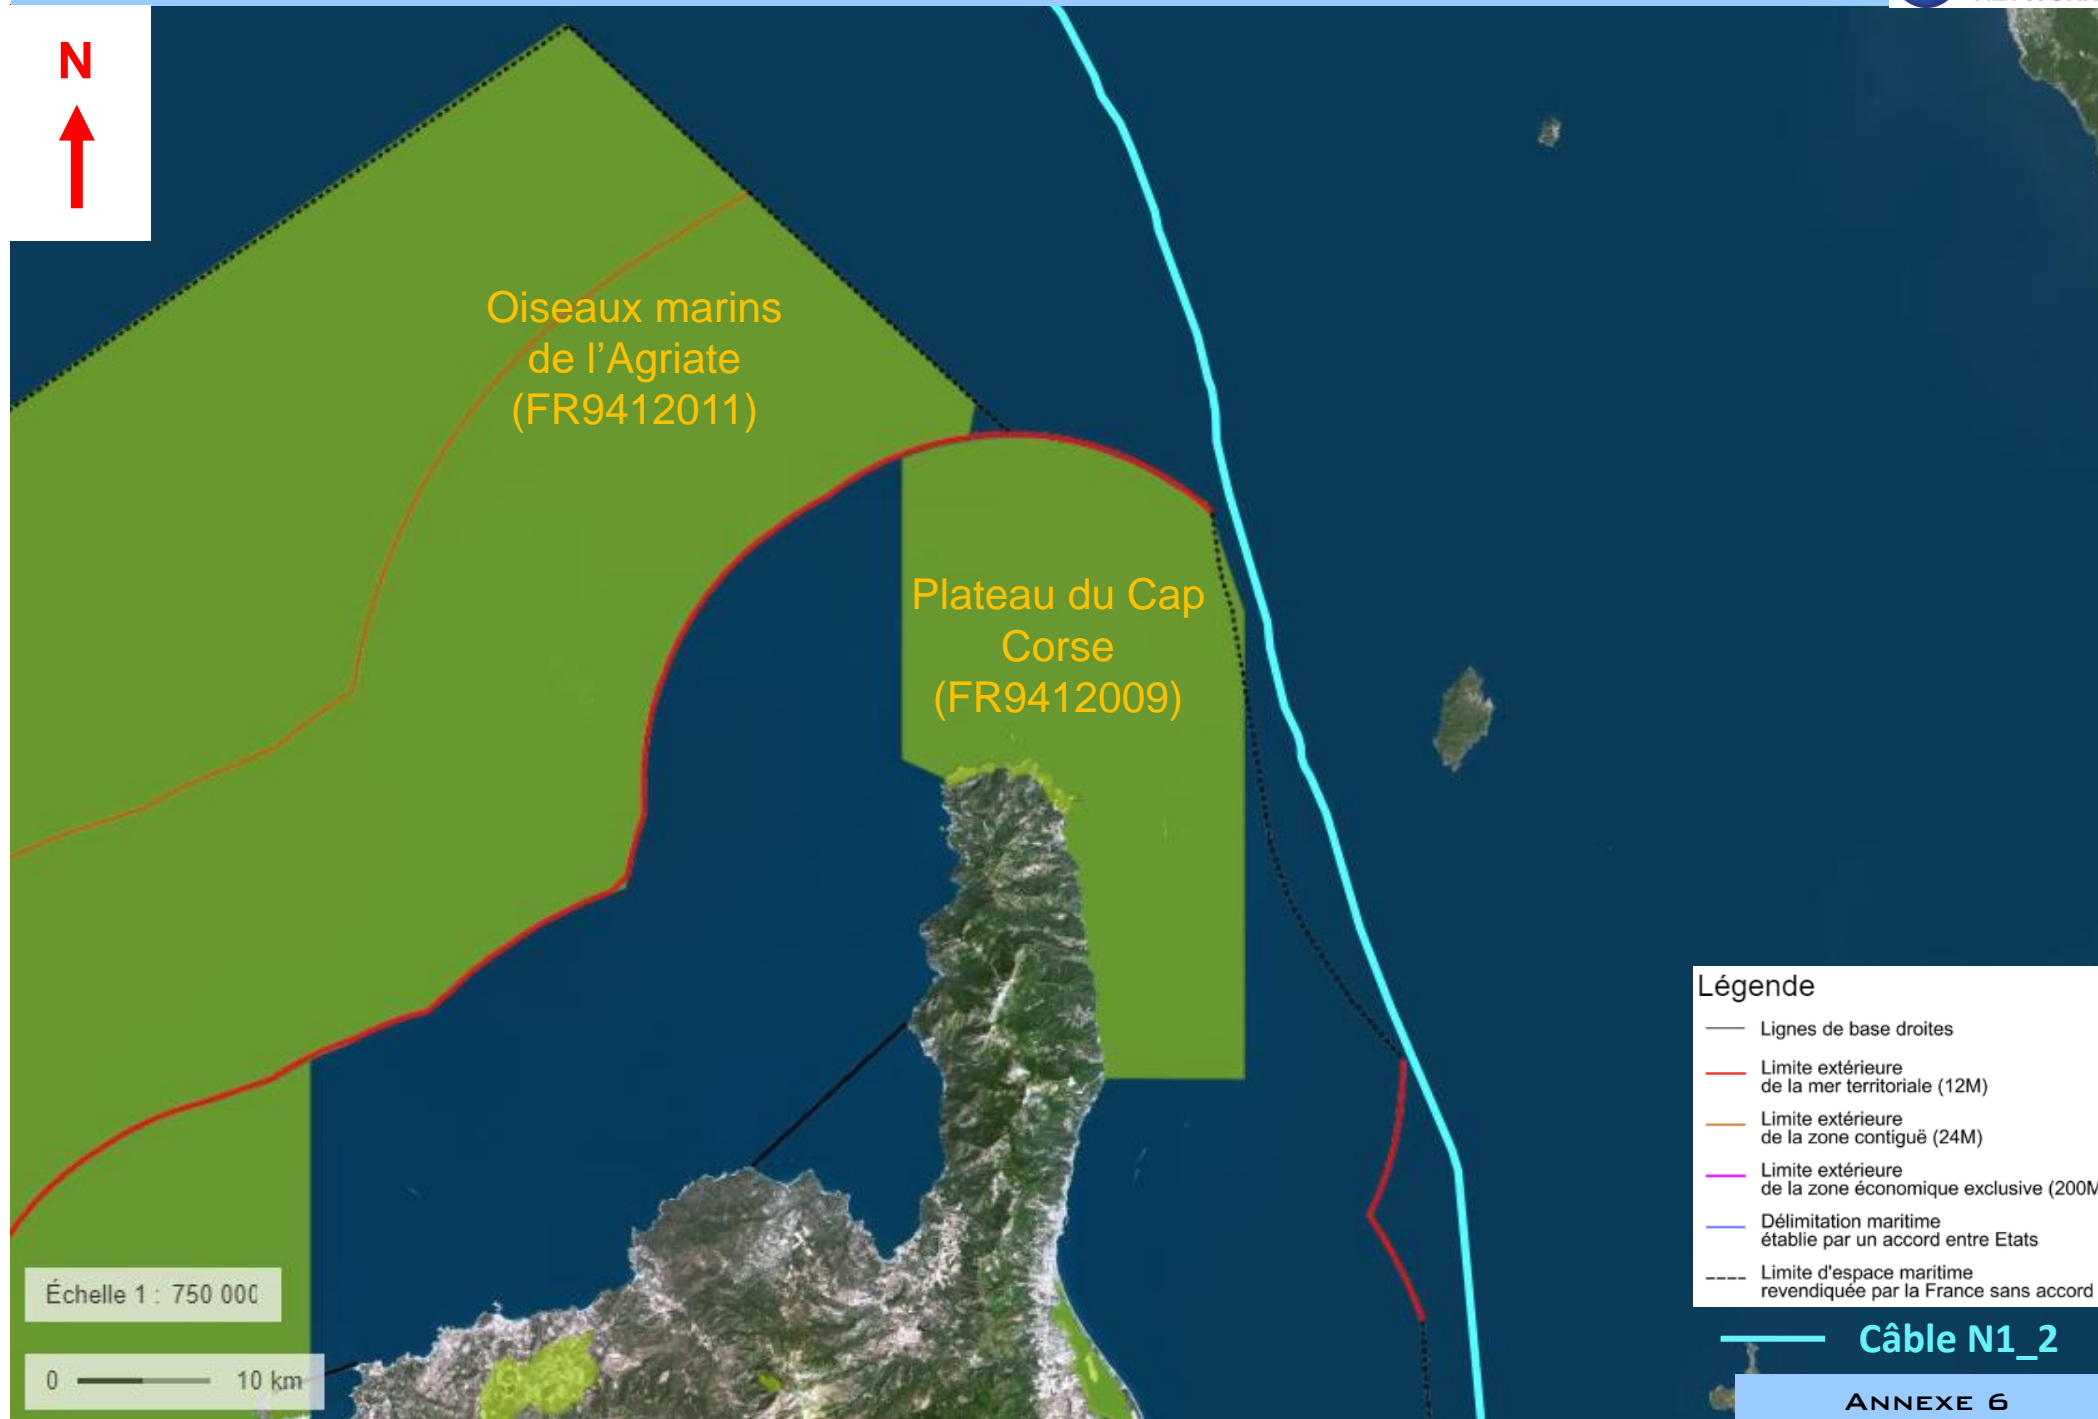 N
Oiseaux marins
de l'Agriate
(FR9412011)
Plateau du Cap
Corse
(FR9412009)
Légende
Lignes de base droites
Limite extérieure
de la mer territoriale (12M)
Limite extérieure
de la zone contiguë (24M)
Limite extérieure
de la zone économique exclusive (200M
Délimitation maritime
établie par un accord entre Etats
Limite d'espace maritime
revendiquée par la France sans accord
Câble N1_2
Échelle 1 : 750 000
0 10 km
ANNEXE 6